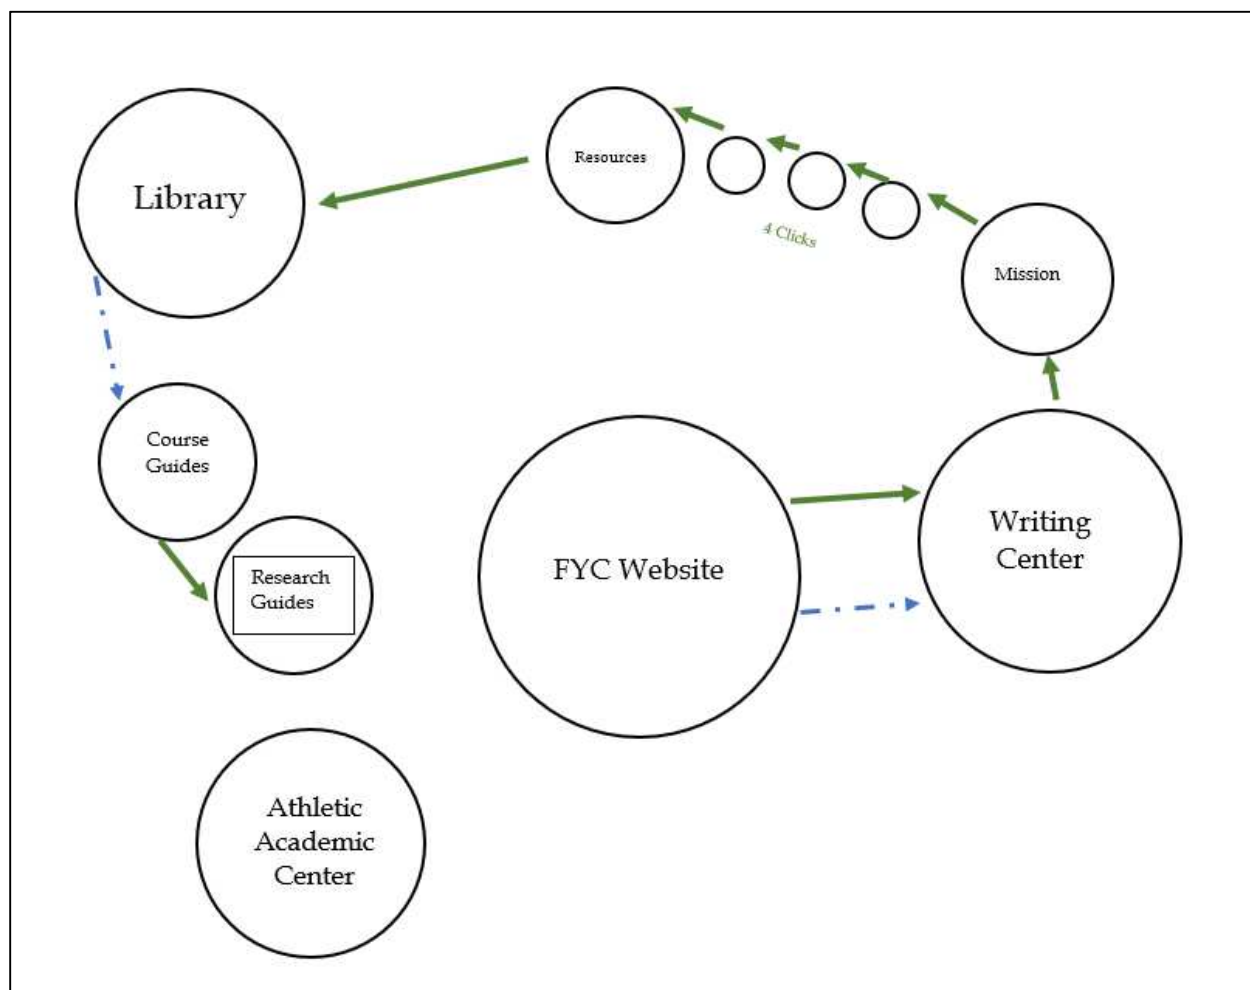 Library
Resources
4 Clicks
Mission
Course
Guides
Research
Guides
FYC Website
Writing
Center
Athletic
Academic
Center